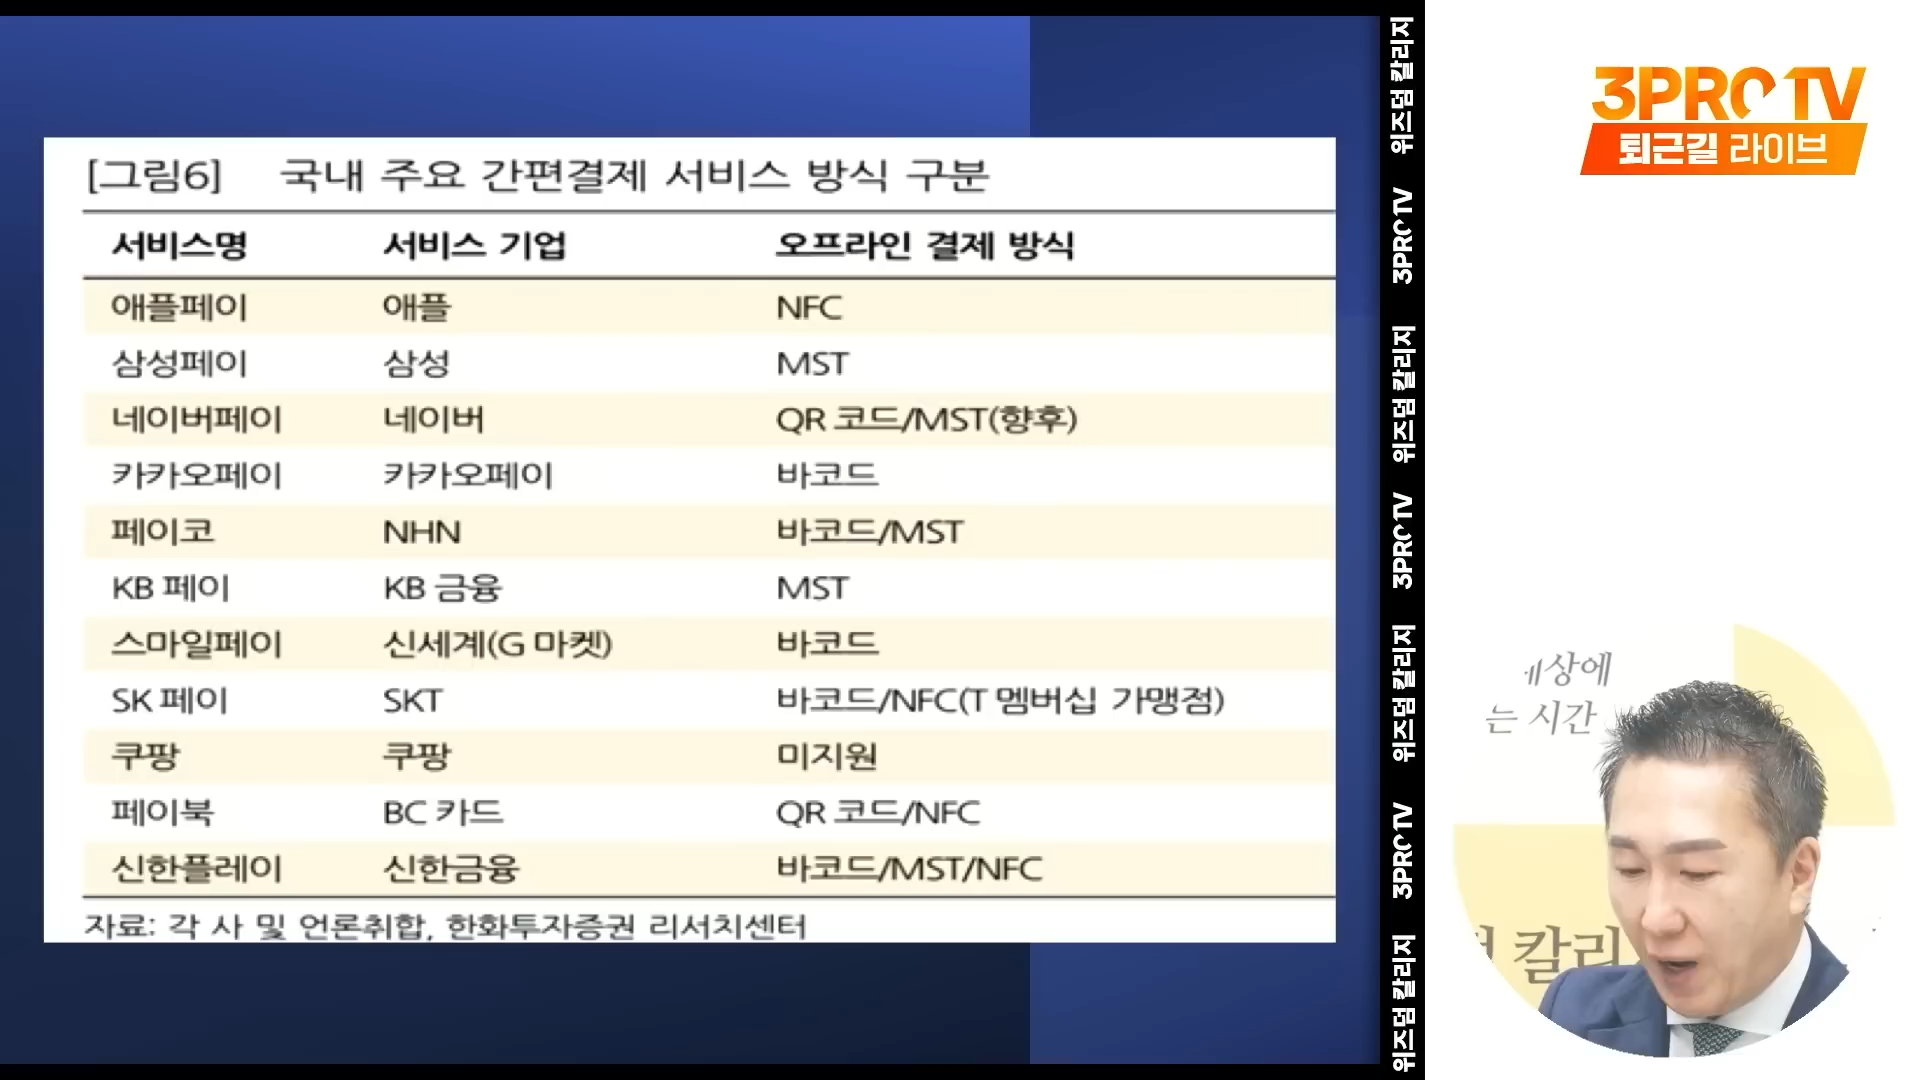 [그림6] 국내 주요 간편결제 서비스 방식 구분
서비스명 서비스 기업 오프라인 결제 방식
애플페이 애플 NFC
삼성페이 삼성 MST
네이버페이 네이버 QR 코드/MST(향후)
카카오페이 카카오페이 바코드
페이코 NHN 바코드/MST
KB 페이 KB 금융 MST
스마일페이 신세계(G 마켓) 바코드
SK 페이 SKT 바코드/NFC(T 멤버십 가맹점)
쿠팡 쿠팡 미지원
페이북 BC 카드 QR 코드/NFC
신한플레이 신한금융 바코드/MST/NFC
자료: 각 사 및 언론취합, 한화투자증권 리서치센터
위즈덤 칼리지
3PROTV
위즈덤 칼리지
3PROTV
위즈덤 칼리지
3PROTV
위즈덤 칼리지
3PROTV
퇴근길 라이브
는 시간
칼리